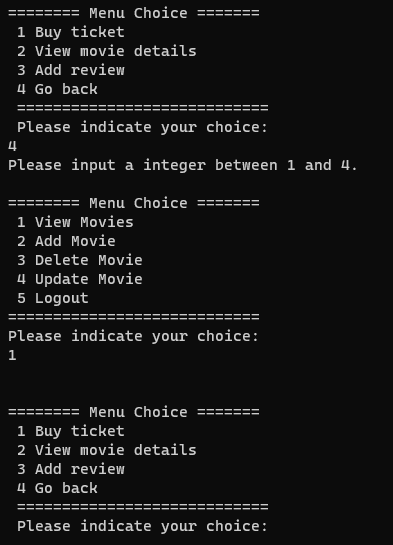 ======== Menu Choice =======
 1 Buy ticket
 2 View movie details
 3 Add review
 4 Go back
 ============================
 Please indicate your choice:
4
Please input a integer between 1 and 4.

======== Menu Choice =======
 1 View Movies
 2 Add Movie
 3 Delete Movie
 4 Update Movie
 5 Logout
============================
Please indicate your choice:
1


======== Menu Choice =======
 1 Buy ticket
 2 View movie details
 3 Add review
 4 Go back
 ============================
 Please indicate your choice: